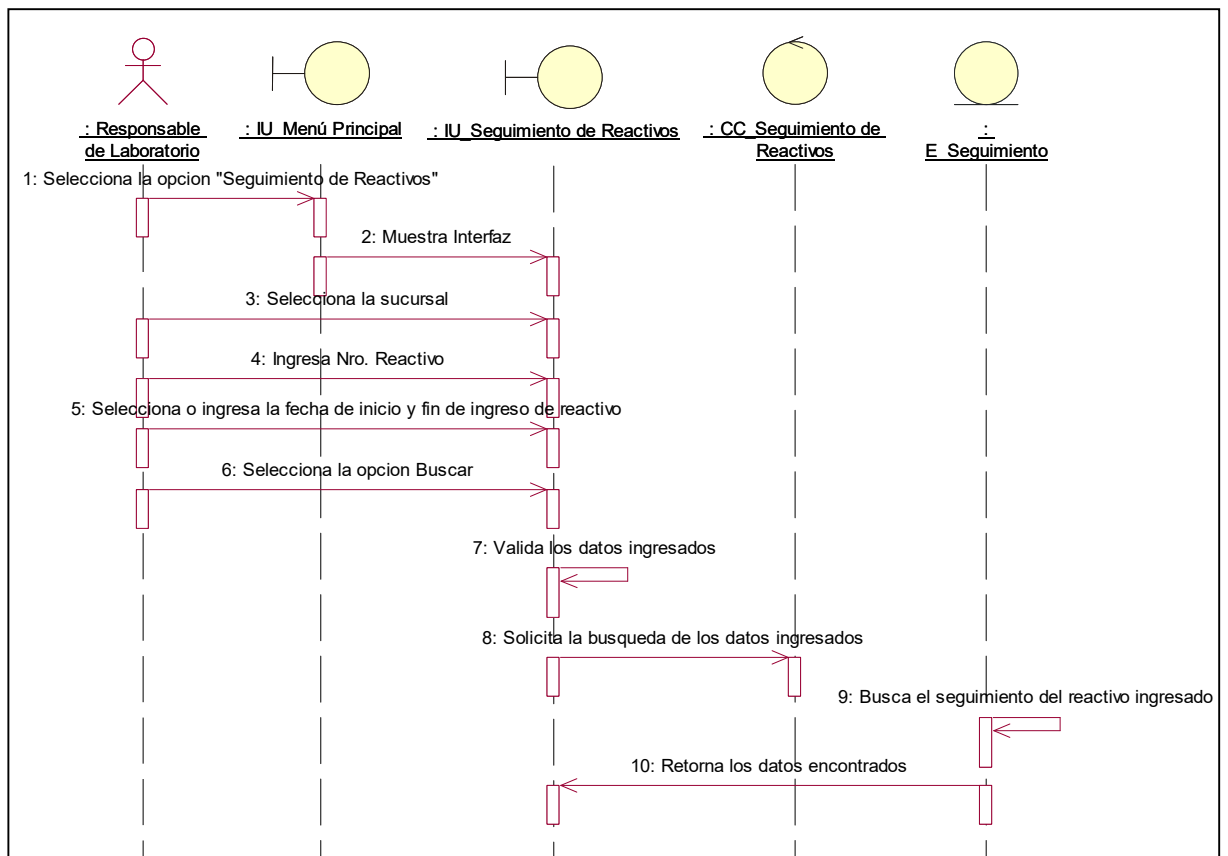 : Responsable
de Laboratorio
: IU_Menú Principal
: IU_Seguimiento de Reactivos
: CC_Seguimiento de
Reactivos
:
E_Seguimiento
1: Selecciona la opcion "Seguimiento de Reactivos"
2: Muestra Interfaz
3: Selecciona la sucursal
4: Ingresa Nro. Reactivo
5: Selecciona o ingresa la fecha de inicio y fin de ingreso de reactivo
6: Selecciona la opcion Buscar
7: Valida los datos ingresados
8: Solicita la busqueda de los datos ingresados
9: Busca el seguimiento del reactivo ingresado
10: Retorna los datos encontrados